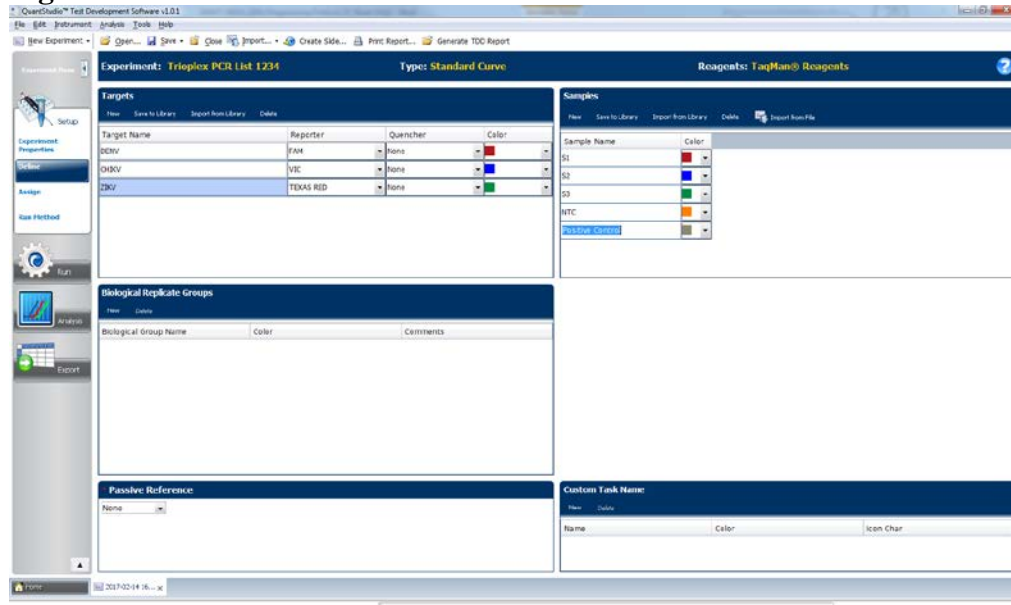 QuantStudio™ Test Development Software v1.0.1
File Edit Instrument Analysis Tools Help
New Experiment Open... Save Close Import... Create Slide... Print Report... Generate TDD Report
Experiment: Trioplex PCR List 1234 Type: Standard Curve Reagents: TaqMan® Reagents
Setup
Experiment Properties
Define
Assign
Run Method
Run
Analysis
Export
Targets
New Save to Library Import from Library Delete
Target Name Reporter Quencher Color
DENV FAM None
CHIKV VIC None
ZIKV TEXAS RED None
Samples
New Save to Library Import from Library Delete Import from File
Sample Name Color
S1
S2
S3
NTC
Positive Control
Biological Replicate Groups
New Delete
Biological Group Name Color Comments
Passive Reference
None
Custom Task Name
New Delete
Name Color Icon Char
Home 2017-02-14 16...